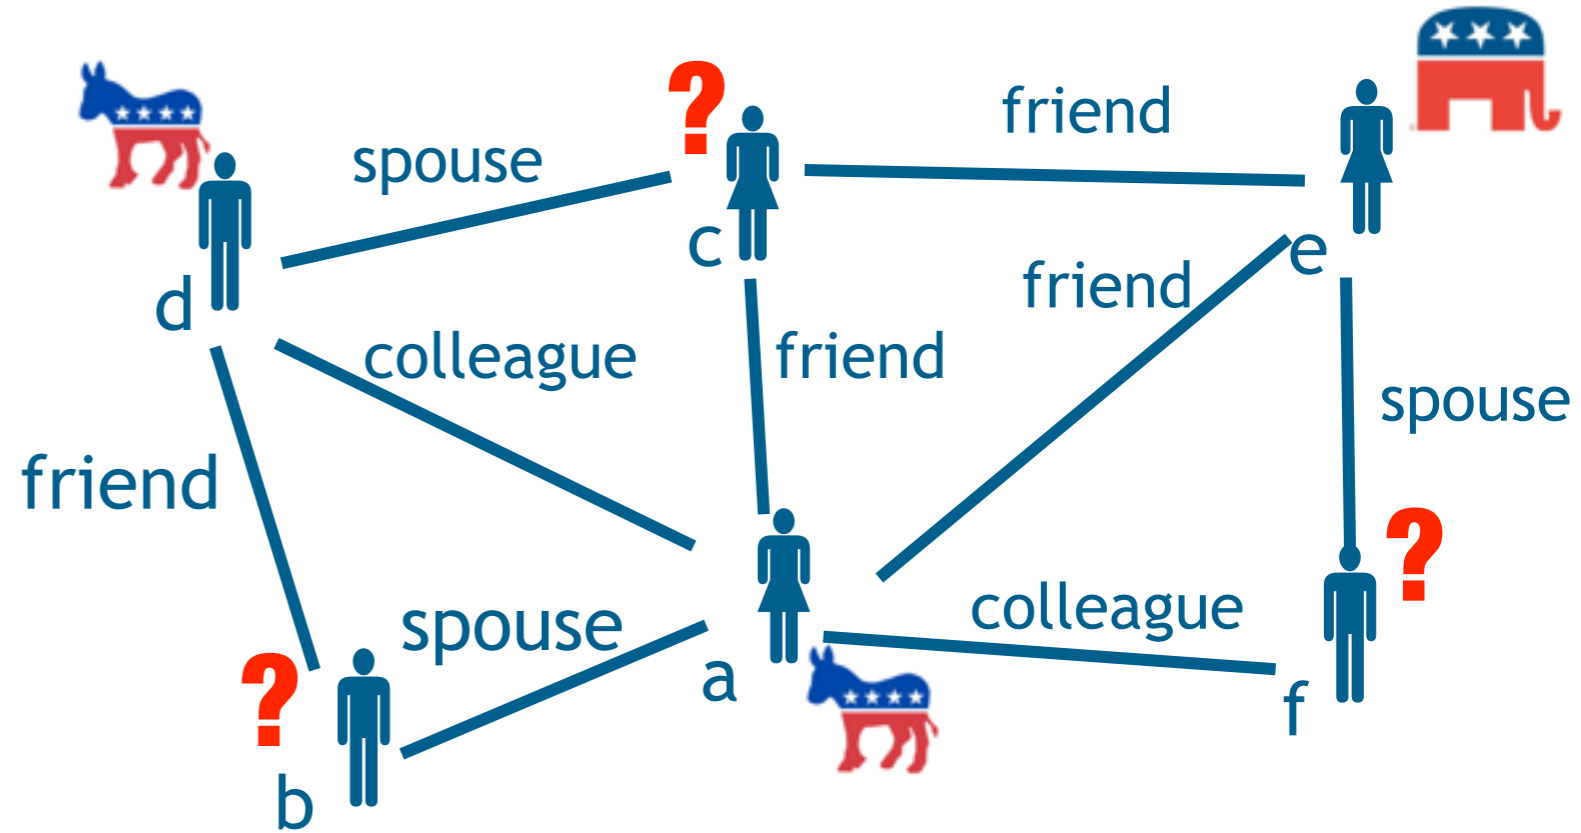 ?
friend
spouse
c
e
d
friend
colleague
friend
spouse
friend
?
colleague
spouse
?
a
f
b